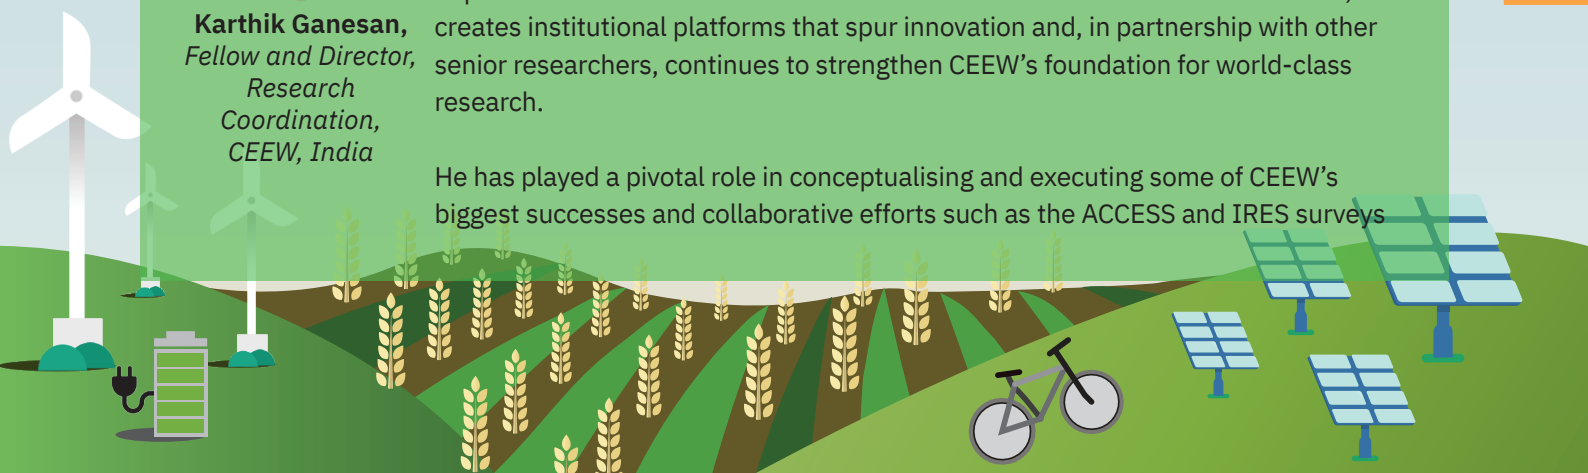 Karthik Ganesan,
Fellow and Director,
Research
Coordination,
CEEW, India
creates institutional platforms that spur innovation and, in partnership with other
senior researchers, continues to strengthen CEEW’s foundation for world-class
research.
He has played a pivotal role in conceptualising and executing some of CEEW’s
biggest successes and collaborative efforts such as the ACCESS and IRES surveys